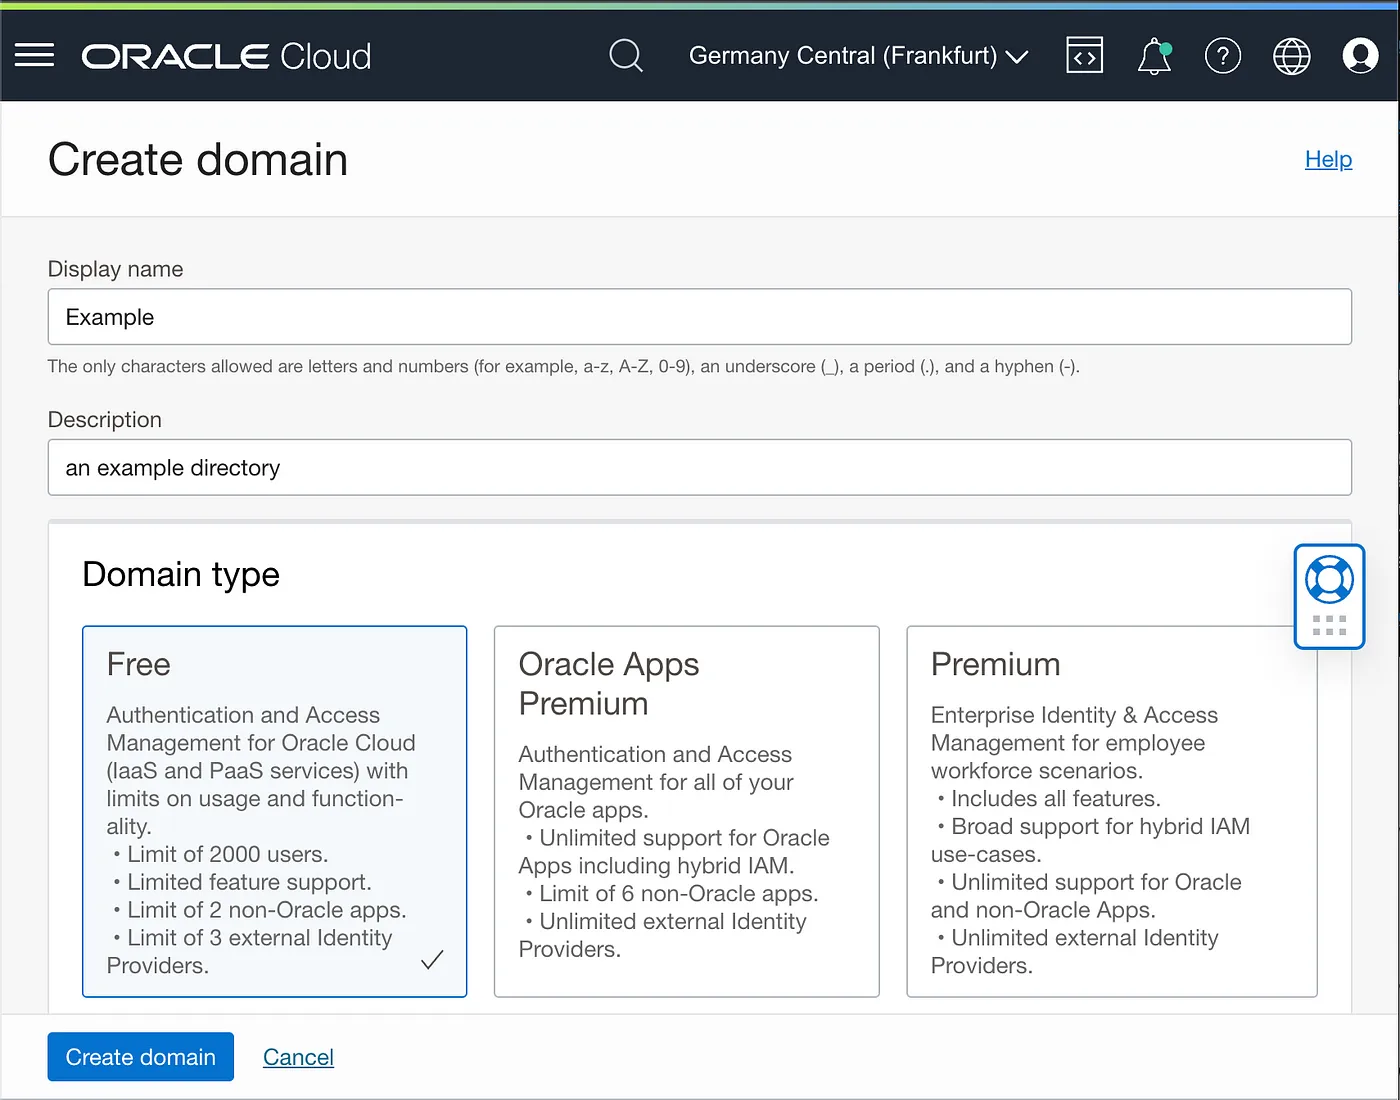 ORACLE Cloud
Germany Central (Frankfurt)
Create domain
Help
Display name
Example
The only characters allowed are letters and numbers (for example, a-z, A-Z, 0-9), an underscore (_), a period (.), and a hyphen (-).
Description
an example directory
Domain type
Free
Authentication and Access
Management for Oracle Cloud
(IaaS and PaaS services) with
limits on usage and function-
ality.
• Limit of 2000 users.
• Limited feature support.
• Limit of 2 non-Oracle apps.
• Limit of 3 external Identity
Providers.
Oracle Apps
Premium
Authentication and Access
Management for all of your
Oracle apps.
• Unlimited support for Oracle
Apps including hybrid IAM.
• Limit of 6 non-Oracle apps.
• Unlimited external Identity
Providers.
Premium
Enterprise Identity & Access
Management for employee
workforce scenarios.
• Includes all features.
• Broad support for hybrid IAM
use-cases.
• Unlimited support for Oracle
and non-Oracle Apps.
• Unlimited external Identity
Providers.
Create domain
Cancel